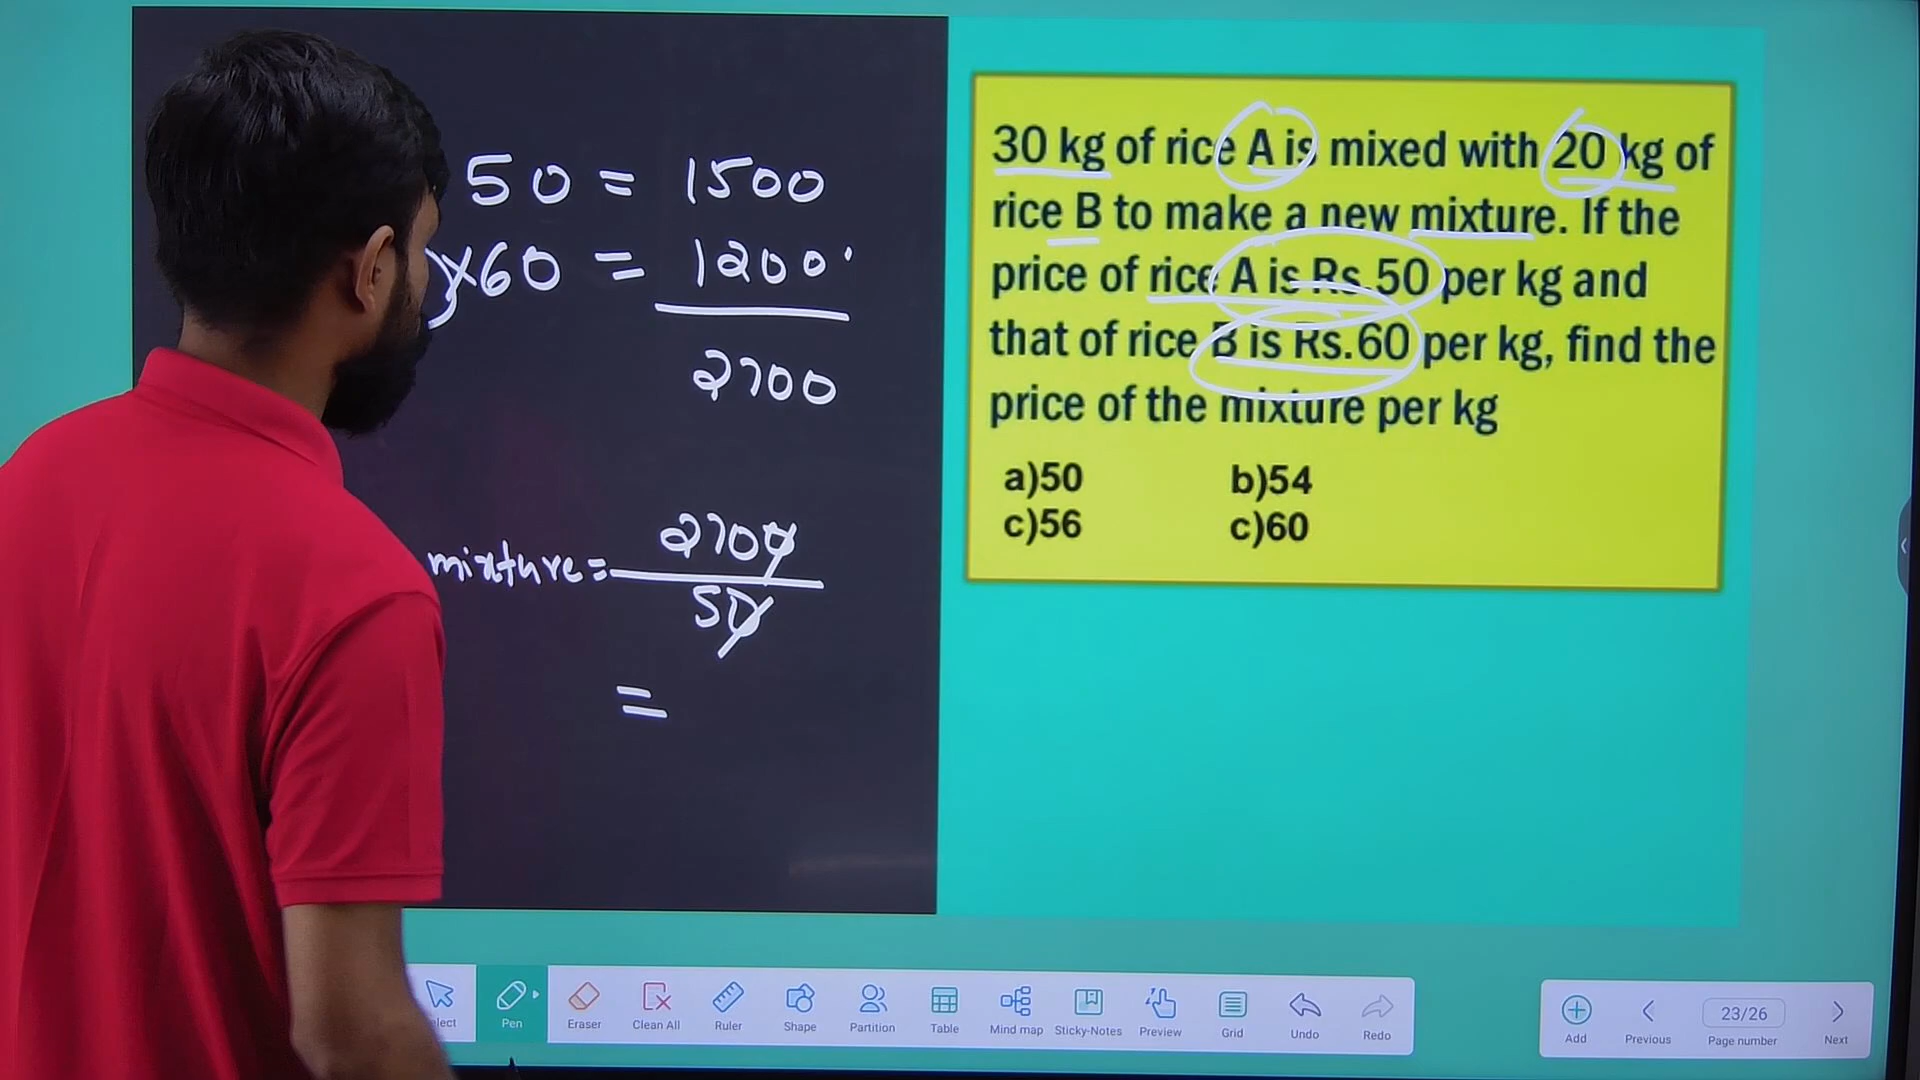 50 = 1500
)x60 = 1200
2700
mixture = 2700
50
=
30 kg of rice A is mixed with 20 kg of
rice B to make a new mixture. If the
price of rice A is Rs.50 per kg and
that of rice B is Rs.60 per kg, find the
price of the mixture per kg
a)50 b)54
c)56 c)60
elect Pen Eraser Clean All Ruler Shape Partition Table Mind map Sticky-Notes Preview Grid Undo Redo
23/26
Add Previous Page number Next